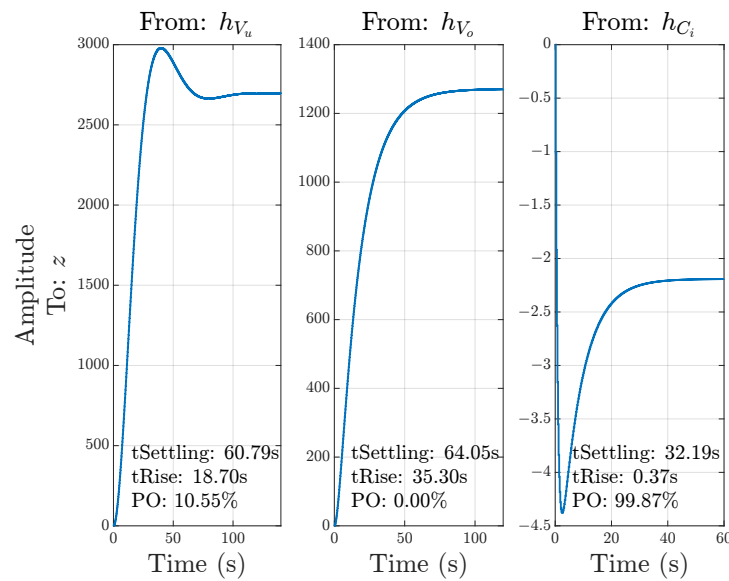 From: h_{V_u}
From: h_{V_o}
From: h_{C_i}
Amplitude
To: z
3000
2500
2000
1500
1000
500
0
0
50
100
tSettling: 60.79s
tRise: 18.70s
PO: 10.55%
Time (s)
1400
1200
1000
800
600
400
200
0
0
50
100
tSettling: 64.05s
tRise: 35.30s
PO: 0.00%
Time (s)
0
−0.5
−1
−1.5
−2
−2.5
−3
−3.5
−4
−4.5
0
20
40
60
tSettling: 32.19s
tRise: 0.37s
PO: 99.87%
Time (s)